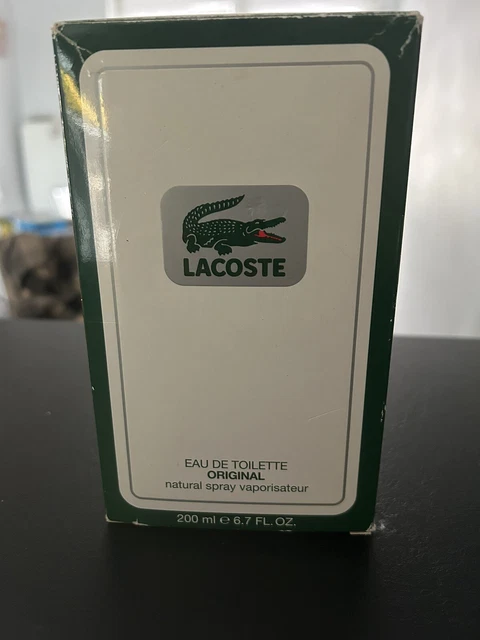 LACOSTE
EAU DE TOILETTE
ORIGINAL
natural spray vaporisateur
200 ml ℮ 6.7 FL. OZ.